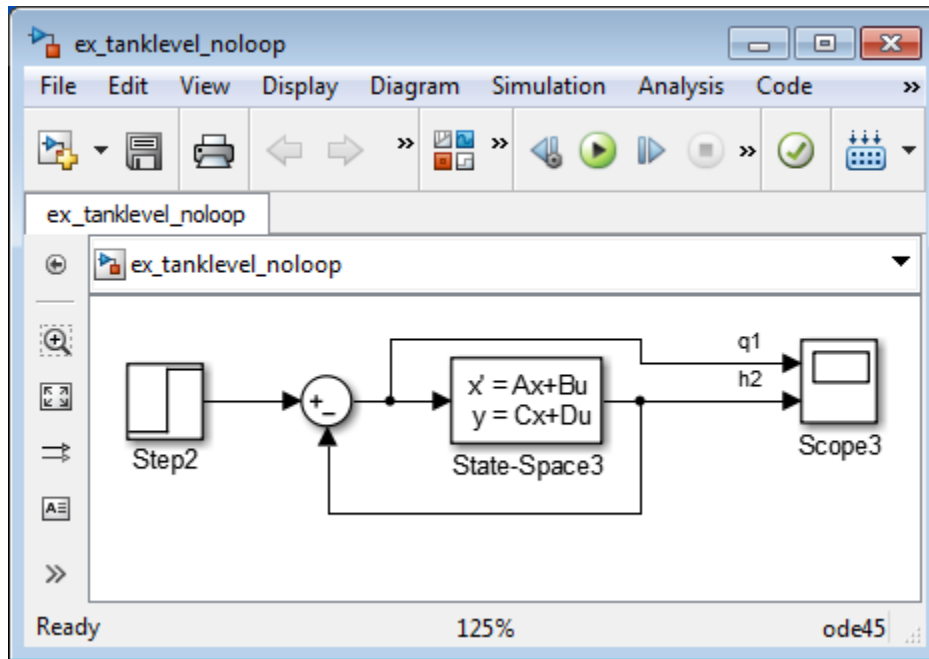 ex_tanklevel_noloop
File Edit View Display Diagram Simulation Analysis Code »
» » »
ex_tanklevel_noloop
ex_tanklevel_noloop
q1
h2
x' = Ax+Bu
y = Cx+Du
+
-
Step2
State-Space3
Scope3
A
»
Ready 125% ode45